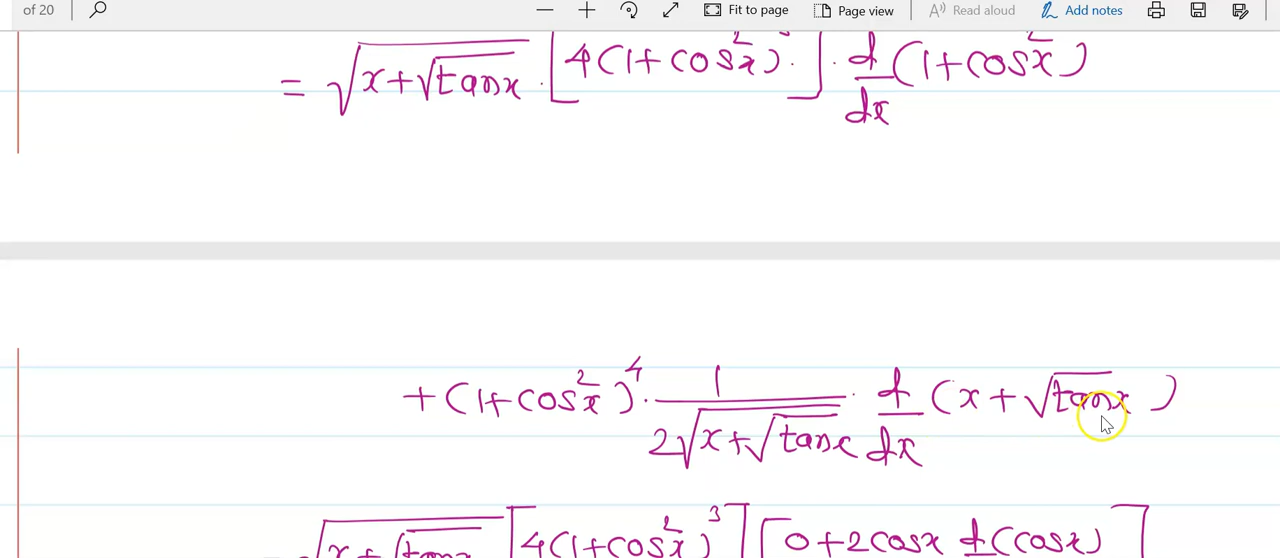 of 20 Fit to page Page view Read aloud Add notes
= √(x+√tanx) · [4(1+cos²x)³] · d/dx (1+cos²x)
+ (1+cos²x)⁴ · 1/(2√(x+√tanx)) · d/dx (x+√tanx)
√(x+√tanx) [4(1+cos²x)³] [0+2cosx d(cosx)]